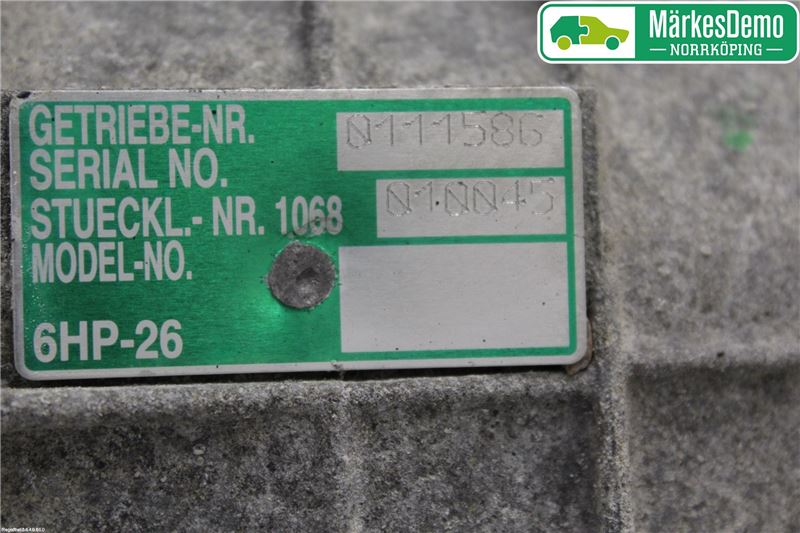 MärkesDemo
NORRKÖPING
GETRIEBE-NR. 0111586
SERIAL NO.
STUECKL.- NR. 1068 010045
MODEL-NO.
6HP-26